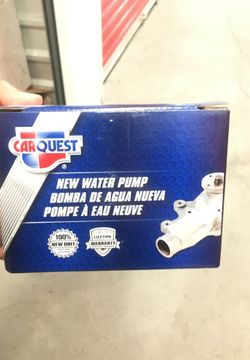 CARQUEST
®
NEW WATER PUMP
BOMBA DE AGUA NUEVA
POMPE À EAU NEUVE
100%
NEW UNIT
LIFETIME
WARRANTY